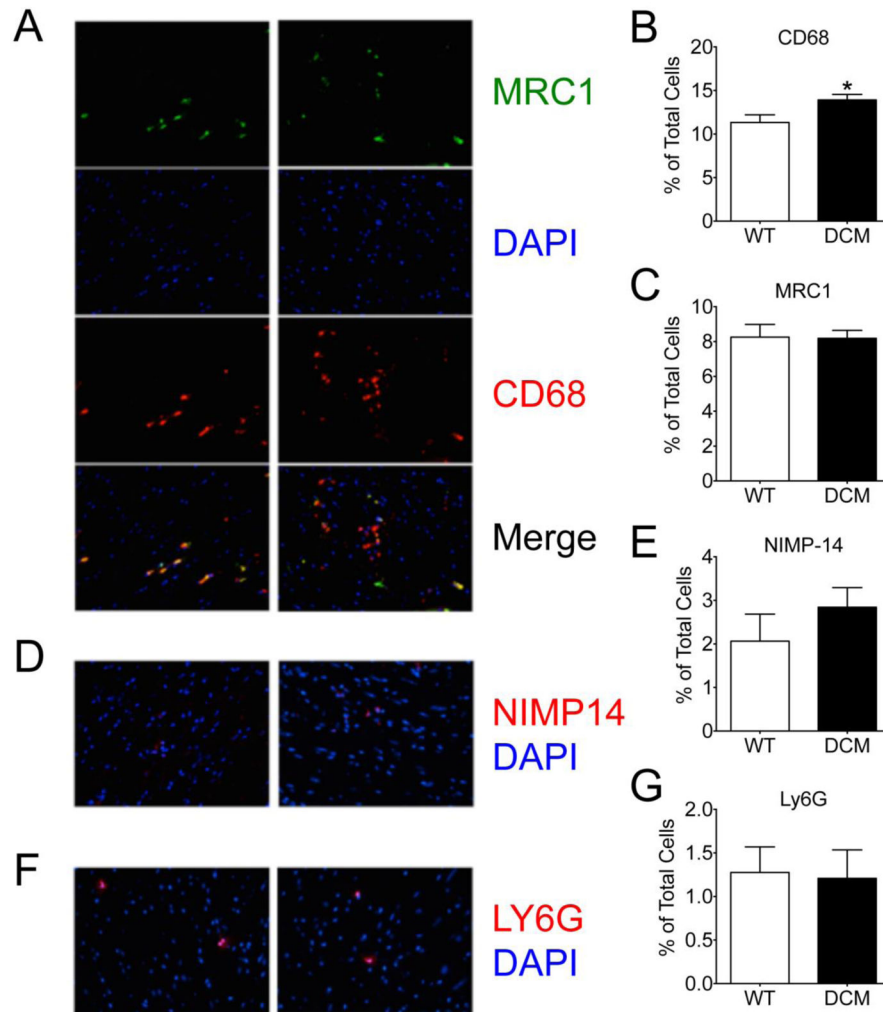 A
MRC1
DAPI
CD68
Merge
B
CD68
% of Total Cells
20
15
10
5
0
*
WT DCM
C
MRC1
% of Total Cells
10
8
6
4
2
0
WT DCM
D
NIMP14
DAPI
E
NIMP-14
% of Total Cells
4
3
2
1
0
WT DCM
F
LY6G
DAPI
G
Ly6G
% of Total Cells
2.0
1.5
1.0
0.5
0.0
WT DCM